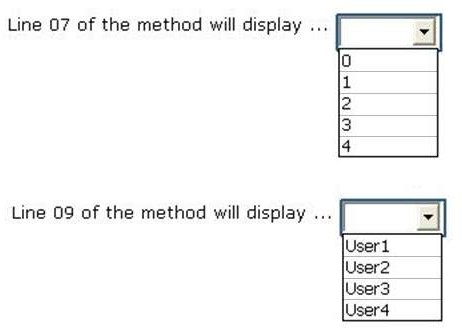 Line 07 of the method will display ...
0
1
2
3
4
Line 09 of the method will display ...
User1
User2
User3
User4